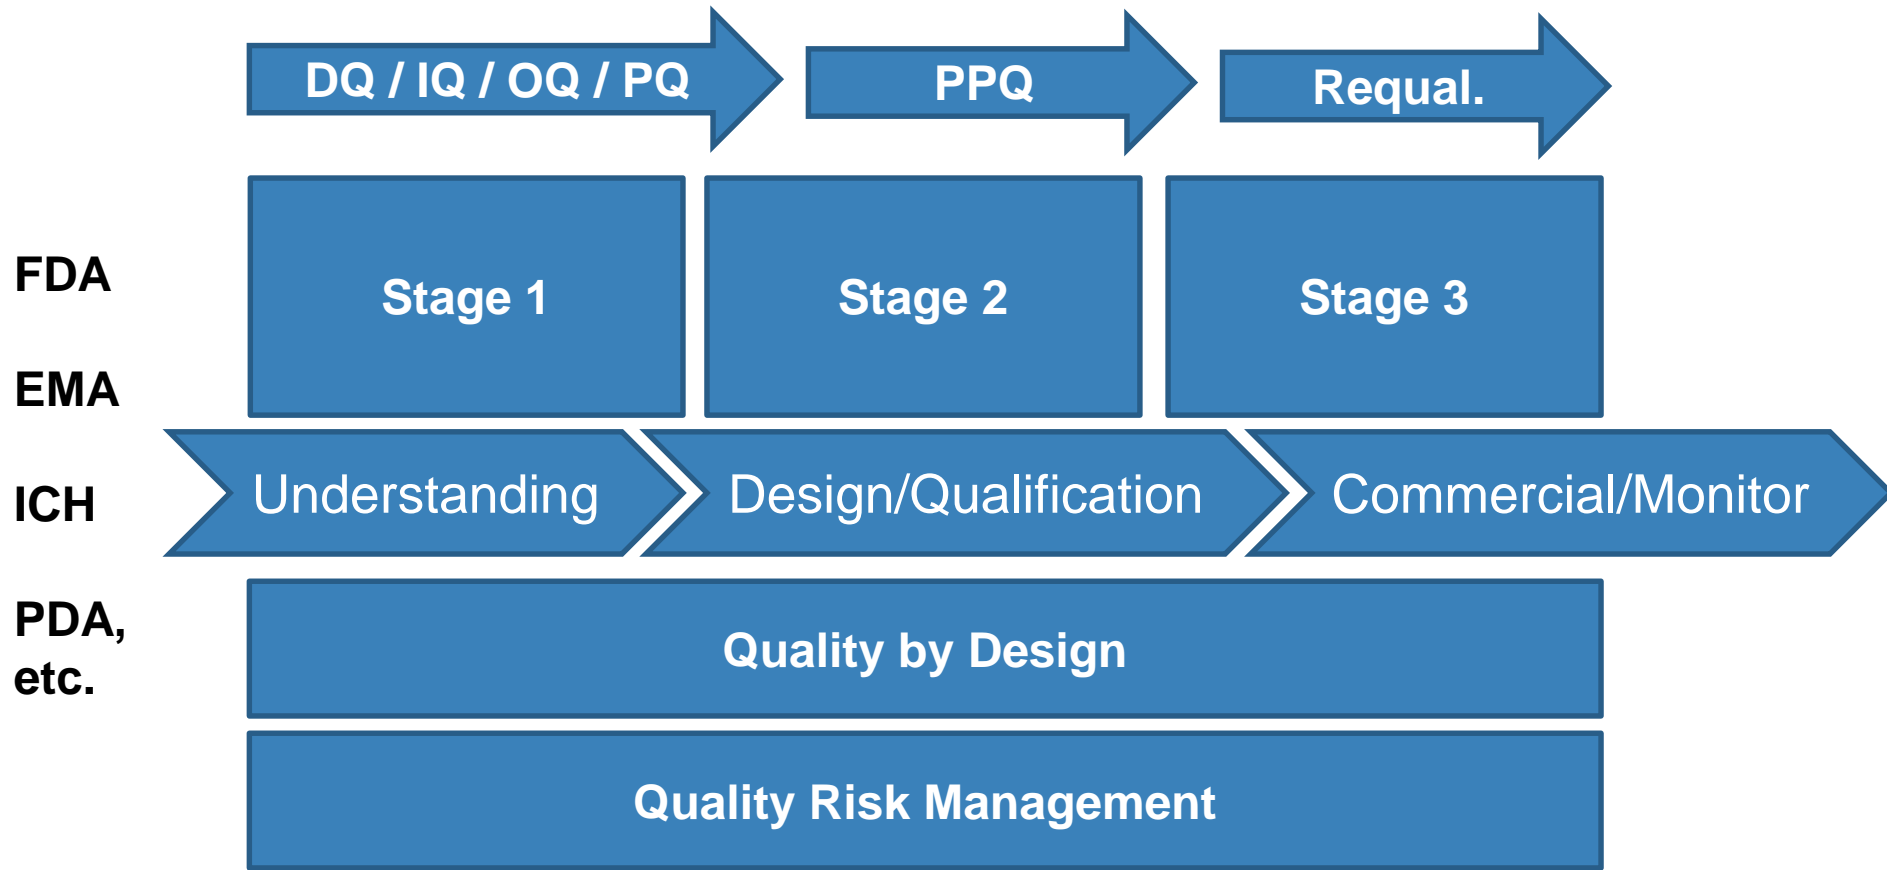 DQ / IQ / OQ / PQ
PPQ
Requal.
FDA
EMA
ICH
PDA,
etc.
Stage 1
Stage 2
Stage 3
Understanding
Design/Qualification
Commercial/Monitor
Quality by Design
Quality Risk Management